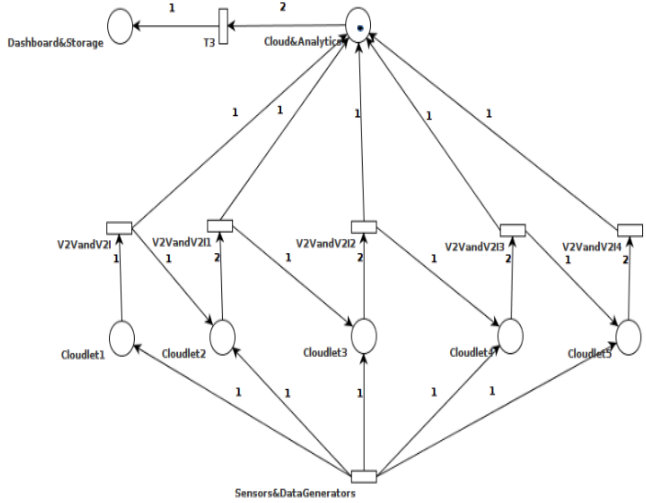 1
2
Dashboard&Storage
T3
Cloud&Analytics
1
1
1
1
1
V2VandV2I
V2VandV2I1
V2VandV2I2
V2VandV2I3
V2VandV2I4
1
1
2
1
2
1
2
1
2
Cloudlet1
Cloudlet2
Cloudlet3
Cloudlet4
Cloudlet5
1
1
1
1
1
Sensors&DataGenerators